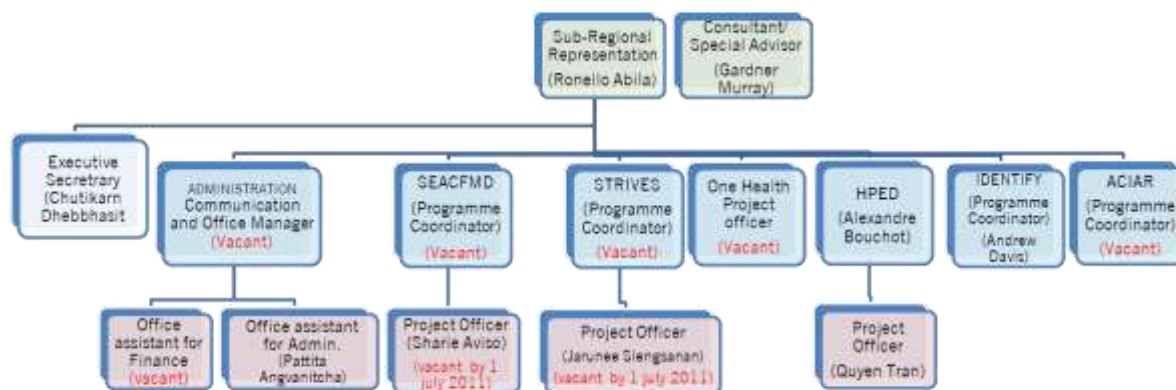 Sub-Regional
Representation
(Ronello Abila)
Consultant/
Special Advisor
(Gardner
Murray)
Executive
Secretrary
(Chutikarn
Dhebbhasit
ADMINISTRATION
Communication
and Office Manager
(Vacant)
SEACFMD
(Programme
Coordinator)
(Vacant)
STRIVES
(Programme
Coordinator)
(Vacant)
One Health
Project
officer
(Vacant)
HPED
(Alexandre
Bouchot)
IDENTIFY
(Programme
Coordinator)
(Andrew
Davis)
ACIAR
(Programme
Coordinator)
(Vacant)
Office
assistant for
Finance
(vacant)
Office assistant
for Admin.
(Pattita
Angvanitcha)
Project Officer
(Sharie Aviso)
(vacant by 1
july 2011)
Project Officer
(Jarunee Siengsanan)
(vacant by 1 july 2011)
Project
Officer
(Quyen Tran)